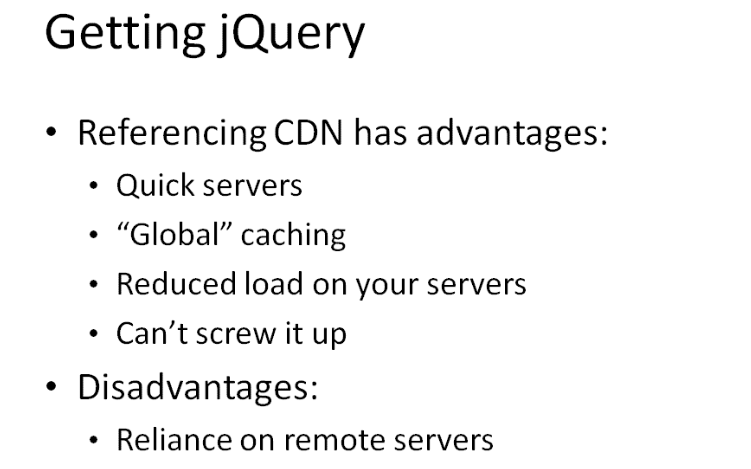 Getting jQuery
• Referencing CDN has advantages:
• Quick servers
• “Global” caching
• Reduced load on your servers
• Can’t screw it up
• Disadvantages:
• Reliance on remote servers